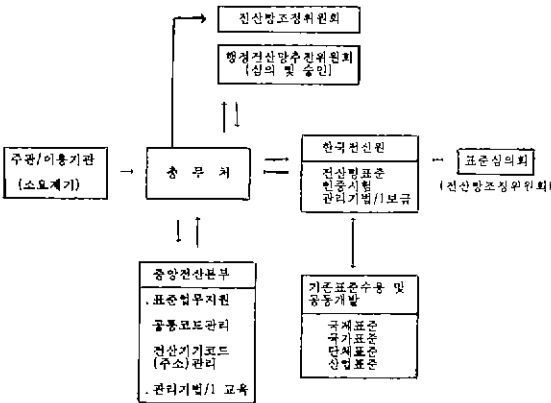 전산망조정위원회
행정전산망추진위원회
(심의 및 승인)
주관/이용기관
(소요제기)
총 무 처
한국전산원
전산망표준
인증시험
관리기법/1보급
표준심의회
(전산망조정위원회)
중앙전산본부
. 표준업무지원
공통코드관리
전산기기코드
(주소)관리
. 관리기법/1 교육
기존표준수용 및
공동개발
국제표준
국가표준
단체표준
산업표준